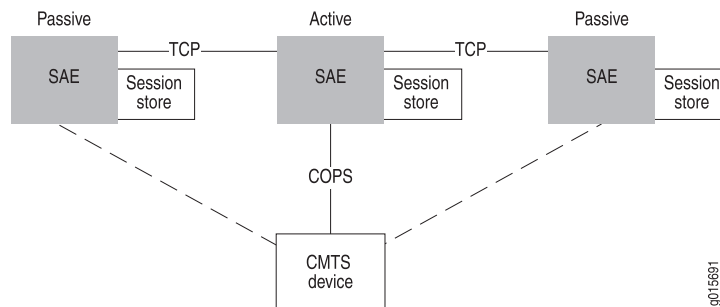 Passive
Active
Passive
TCP
TCP
SAE
SAE
SAE
Session
store
Session
store
Session
store
COPS
CMTS
device
g015691